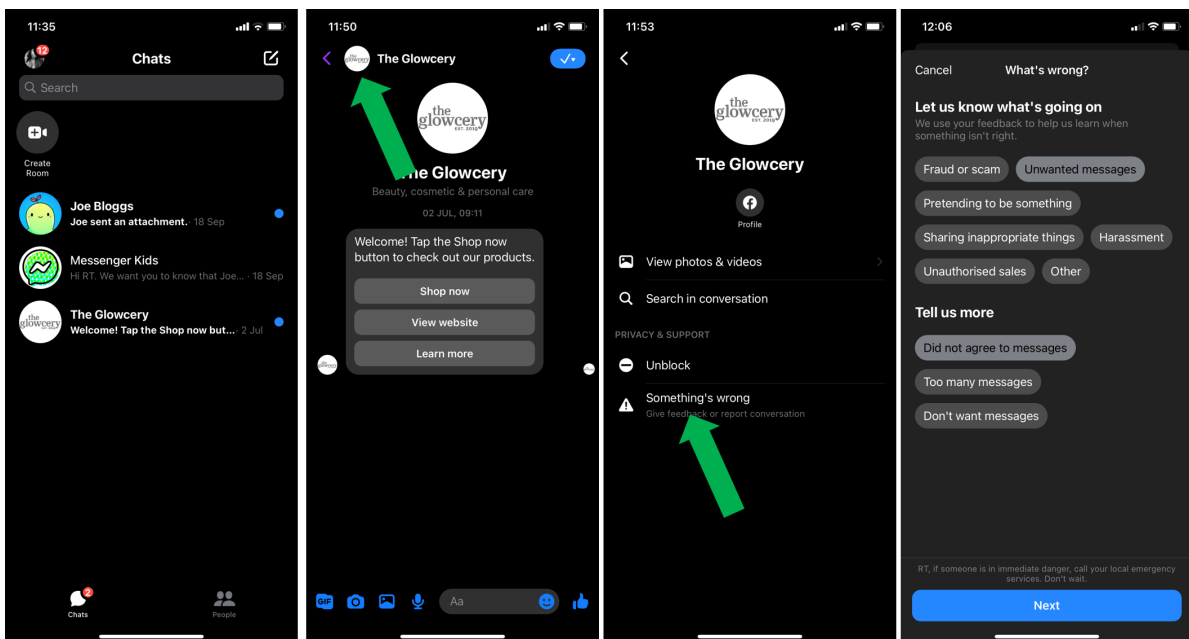 11:35
12
Chats
Search
Create
Room
Joe Bloggs
Joe sent an attachment. · 18 Sep
Messenger Kids
Hi RT. We want you to know that Joe... · 18 Sep
the
glowcery
The Glowcery
Welcome! Tap the Shop now but... · 2 Jul
2
Chats
People
11:50
the
glowcery
The Glowcery
the
glowcery
EST. 2019
The Glowcery
Beauty, cosmetic & personal care
02 JUL, 09:11
Welcome! Tap the Shop now
button to check out our products.
Shop now
View website
Learn more
GIF
Aa
11:53
the
glowcery
EST. 2019
The Glowcery
Profile
View photos & videos
Search in conversation
PRIVACY & SUPPORT
Unblock
Something's wrong
Give feedback or report conversation
12:06
Cancel
What's wrong?
Let us know what's going on
We use your feedback to help us learn when
something isn't right.
Fraud or scam
Unwanted messages
Pretending to be something
Sharing inappropriate things
Harassment
Unauthorised sales
Other
Tell us more
Did not agree to messages
Too many messages
Don't want messages
RT, if someone is in immediate danger, call your local emergency
services. Don't wait.
Next